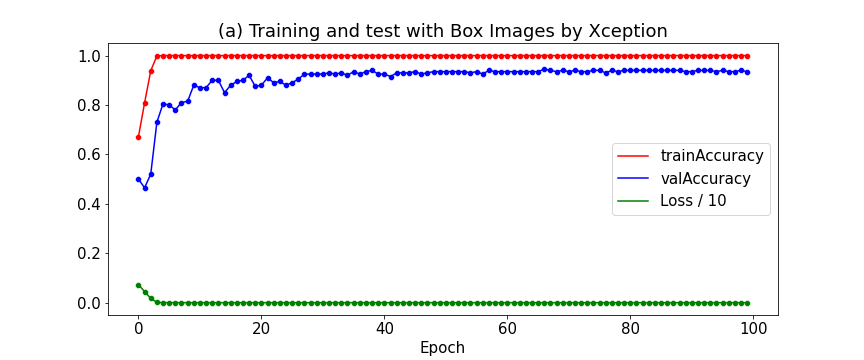 (a) Training and test with Box Images by Xception
1.0
0.8
0.6
0.4
0.2
0.0
trainAccuracy
valAccuracy
Loss / 10
0 20 40 60 80 100
Epoch